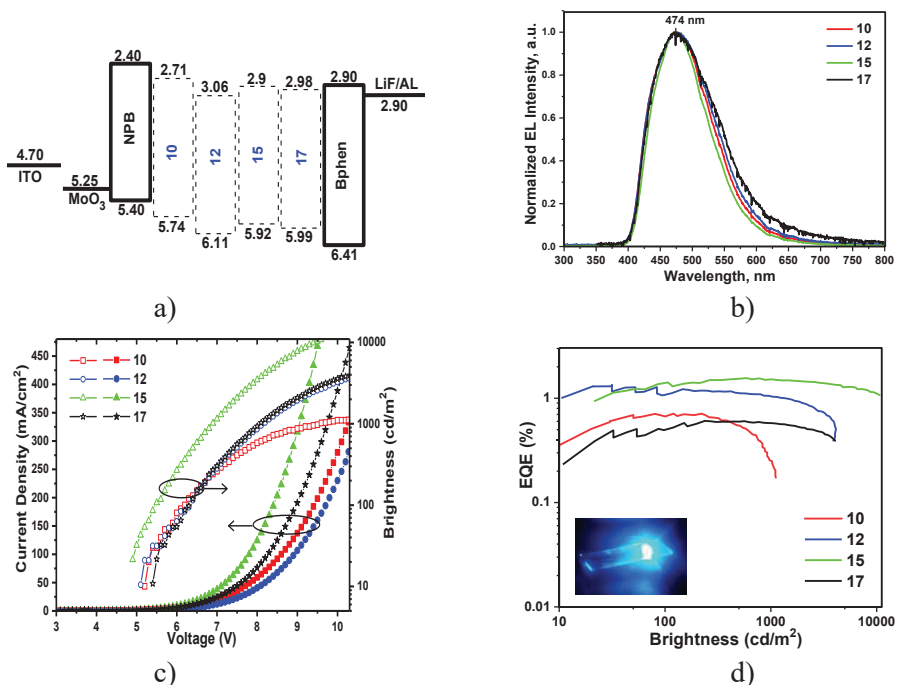 2.40
2.71
3.06
2.9
2.98
2.90
LiF/AL
2.90
NPB
10
12
15
17
Bphen
4.70
ITO
5.25
MoO3
5.40
5.74
6.11
5.92
5.99
6.41
a)
474 nm
10
12
15
17
1.0
0.8
0.6
0.4
0.2
0.0
Normalized EL Intensity, a.u.
300 350 400 450 500 550 600 650 700 750 800
Wavelength, nm
b)
450
400
350
300
250
200
150
100
50
0
Current Density (mA/cm2)
10
12
15
17
10000
1000
100
10
Brightness (cd/m2)
3 4 5 6 7 8 9 10
Voltage (V)
c)
1
0.1
0.01
EQE (%)
10
12
15
17
10 100 1000 10000
Brightness (cd/m2)
d)